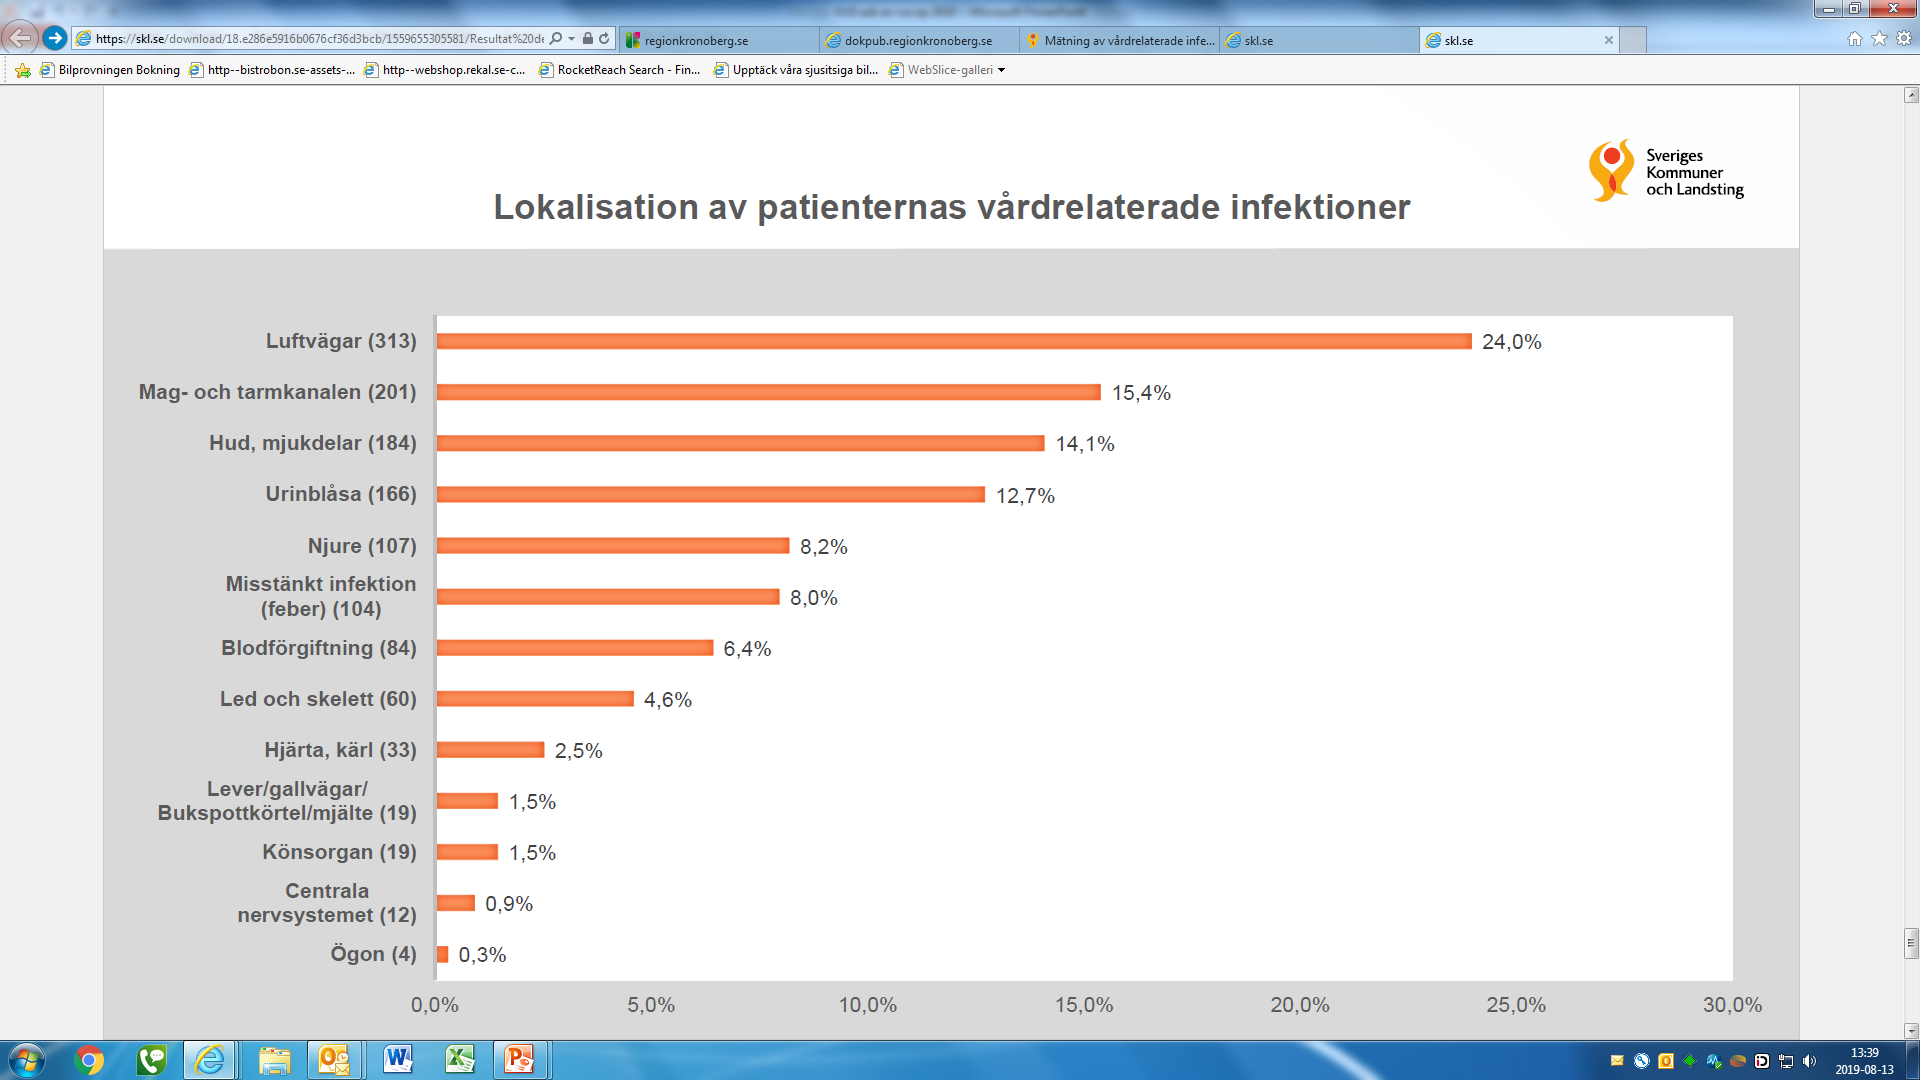 https://skl.se/download/18.e286e5916b0676cf36d3bcb/1559655305581/Resultat%20de
regionkronoberg.se
dokpub.regionkronoberg.se
Mätning av vårdrelaterade infe...
skl.se
skl.se
Bilprovningen Bokning
http--bistrobon.se-assets-...
http--webshop.rekal.se-c...
RocketReach Search - Fin...
Upptäck våra sjusitsiga bil...
WebSlice-galleri
Sveriges
Kommuner
och Landsting
Lokalisation av patienternas vårdrelaterade infektioner
Luftvägar (313)
24,0%
Mag- och tarmkanalen (201)
15,4%
Hud, mjukdelar (184)
14,1%
Urinblåsa (166)
12,7%
Njure (107)
8,2%
Misstänkt infektion
(feber) (104)
8,0%
Blodförgiftning (84)
6,4%
Led och skelett (60)
4,6%
Hjärta, kärl (33)
2,5%
Lever/gallvägar/
Bukspottkörtel/mjälte (19)
1,5%
Könsorgan (19)
1,5%
Centrala
nervsystemet (12)
0,9%
Ögon (4)
0,3%
0,0% 5,0% 10,0% 15,0% 20,0% 25,0% 30,0%
13:39
2019-08-13